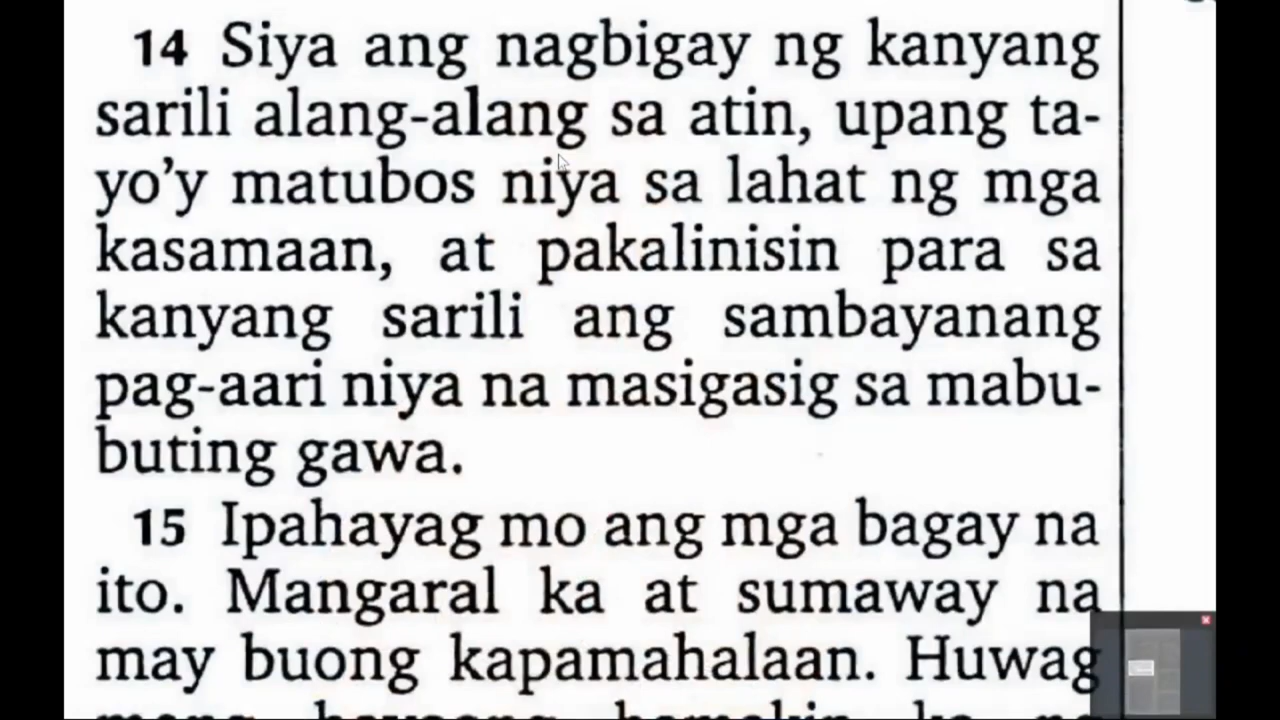 14 Siya ang nagbigay ng kanyang
sarili alang-alang sa atin, upang ta-
yo'y matubos niya sa lahat ng mga
kasamaan, at pakalinisin para sa
kanyang sarili ang sambayanang
pag-aari niya na masigasig sa mabu-
buting gawa.
15 Ipahayag mo ang mga bagay na
ito. Mangaral ka at sumaway na
may buong kapamahalaan. Huwag